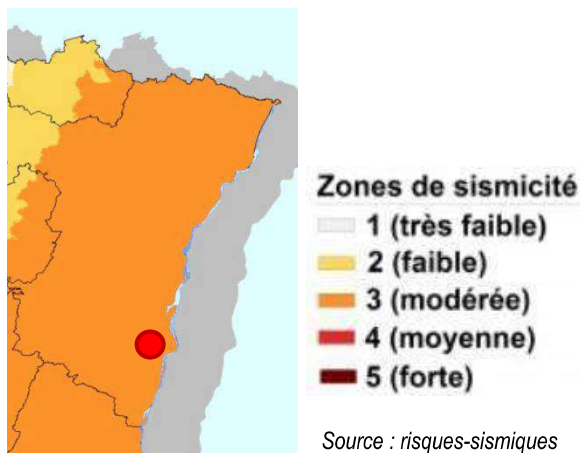 Zones de sismicité
1 (très faible)
2 (faible)
3 (modérée)
4 (moyenne)
5 (forte)
Source : risques-sismiques